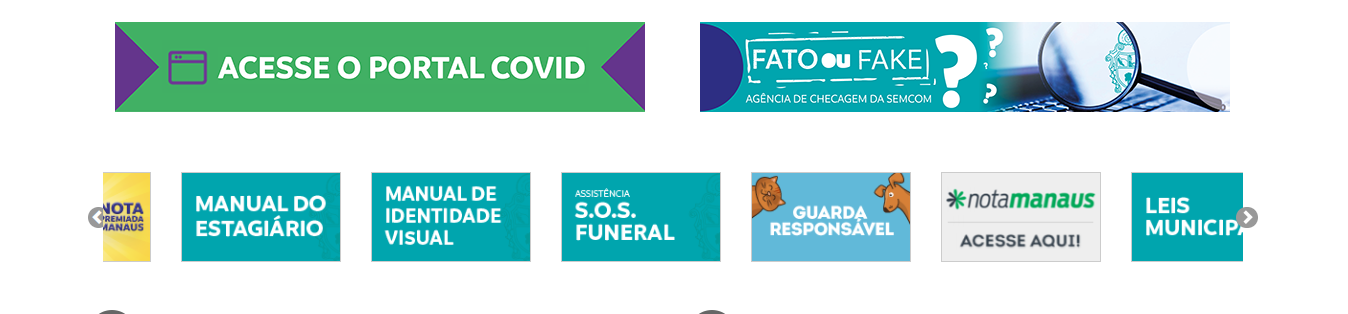 ACESSE O PORTAL COVID
FATO ou FAKE
AGÊNCIA DE CHECAGEM DA SEMCOM
NOTA
PREMIADA
MANAUS
MANUAL DO
ESTAGIÁRIO
MANUAL DE
IDENTIDADE
VISUAL
ASSISTÊNCIA
S.O.S.
FUNERAL
GUARDA
RESPONSÁVEL
notamanaus
ACESSE AQUI!
LEIS